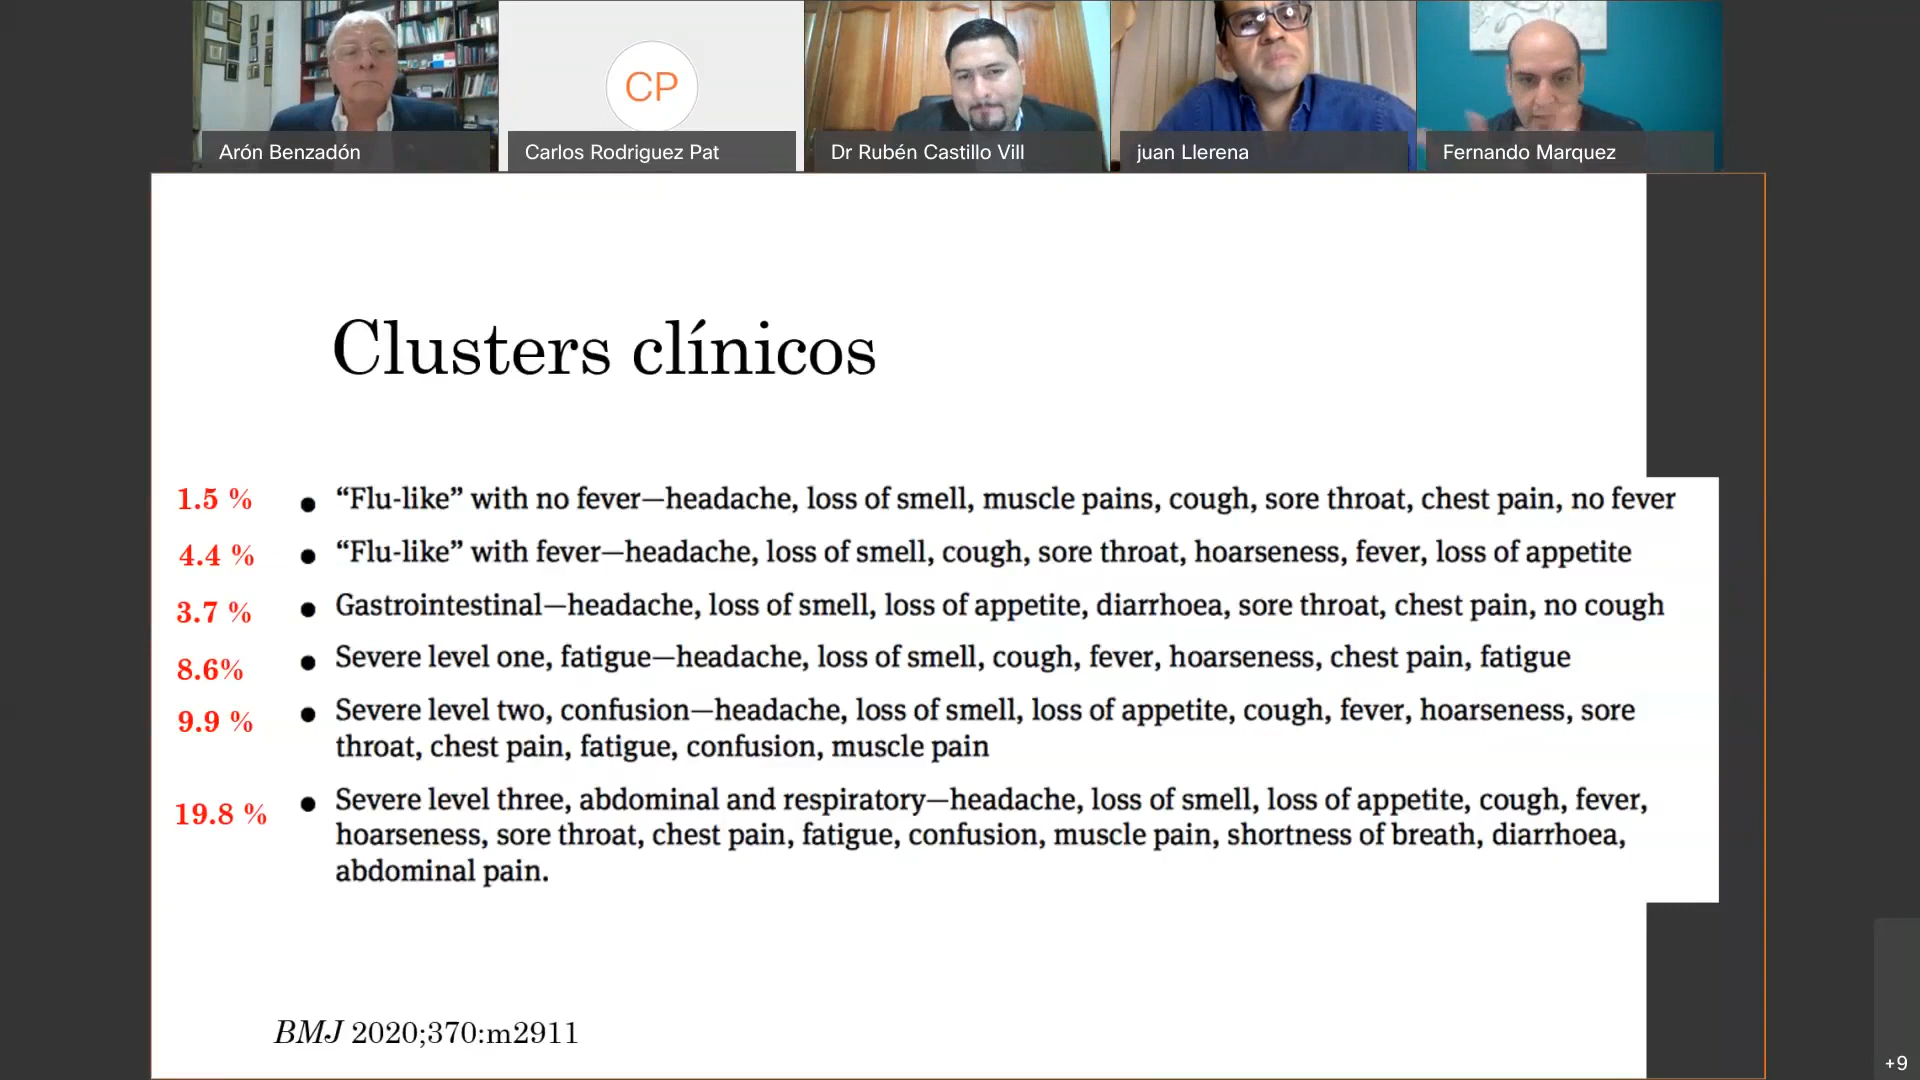 CP
Arón Benzadón
Carlos Rodriguez Pat
Dr Rubén Castillo Vill
juan Llerena
Fernando Marquez
Clusters clínicos
1.5 % ● “Flu-like” with no fever—headache, loss of smell, muscle pains, cough, sore throat, chest pain, no fever
4.4 % ● “Flu-like” with fever—headache, loss of smell, cough, sore throat, hoarseness, fever, loss of appetite
3.7 % ● Gastrointestinal—headache, loss of smell, loss of appetite, diarrhoea, sore throat, chest pain, no cough
8.6% ● Severe level one, fatigue—headache, loss of smell, cough, fever, hoarseness, chest pain, fatigue
9.9 % ● Severe level two, confusion—headache, loss of smell, loss of appetite, cough, fever, hoarseness, sore
throat, chest pain, fatigue, confusion, muscle pain
19.8 % ● Severe level three, abdominal and respiratory—headache, loss of smell, loss of appetite, cough, fever,
hoarseness, sore throat, chest pain, fatigue, confusion, muscle pain, shortness of breath, diarrhoea,
abdominal pain.
BMJ 2020;370:m2911
+9